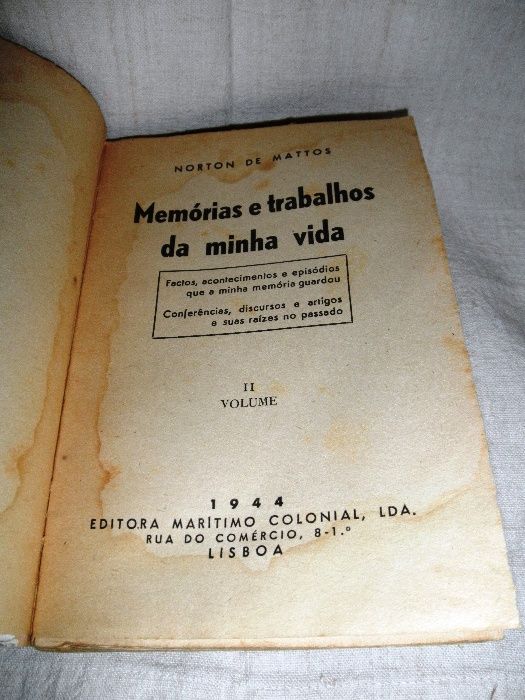 NORTON DE MATTOS
Memórias e trabalhos
da minha vida
Factos, acontecimentos e episódios
que a minha memória guardou
Conferências, discursos e artigos
e suas raízes no passado
II
VOLUME
1944
EDITORA MARÍTIMO COLONIAL, LDA.
RUA DO COMÉRCIO, 8-1.º
LISBOA